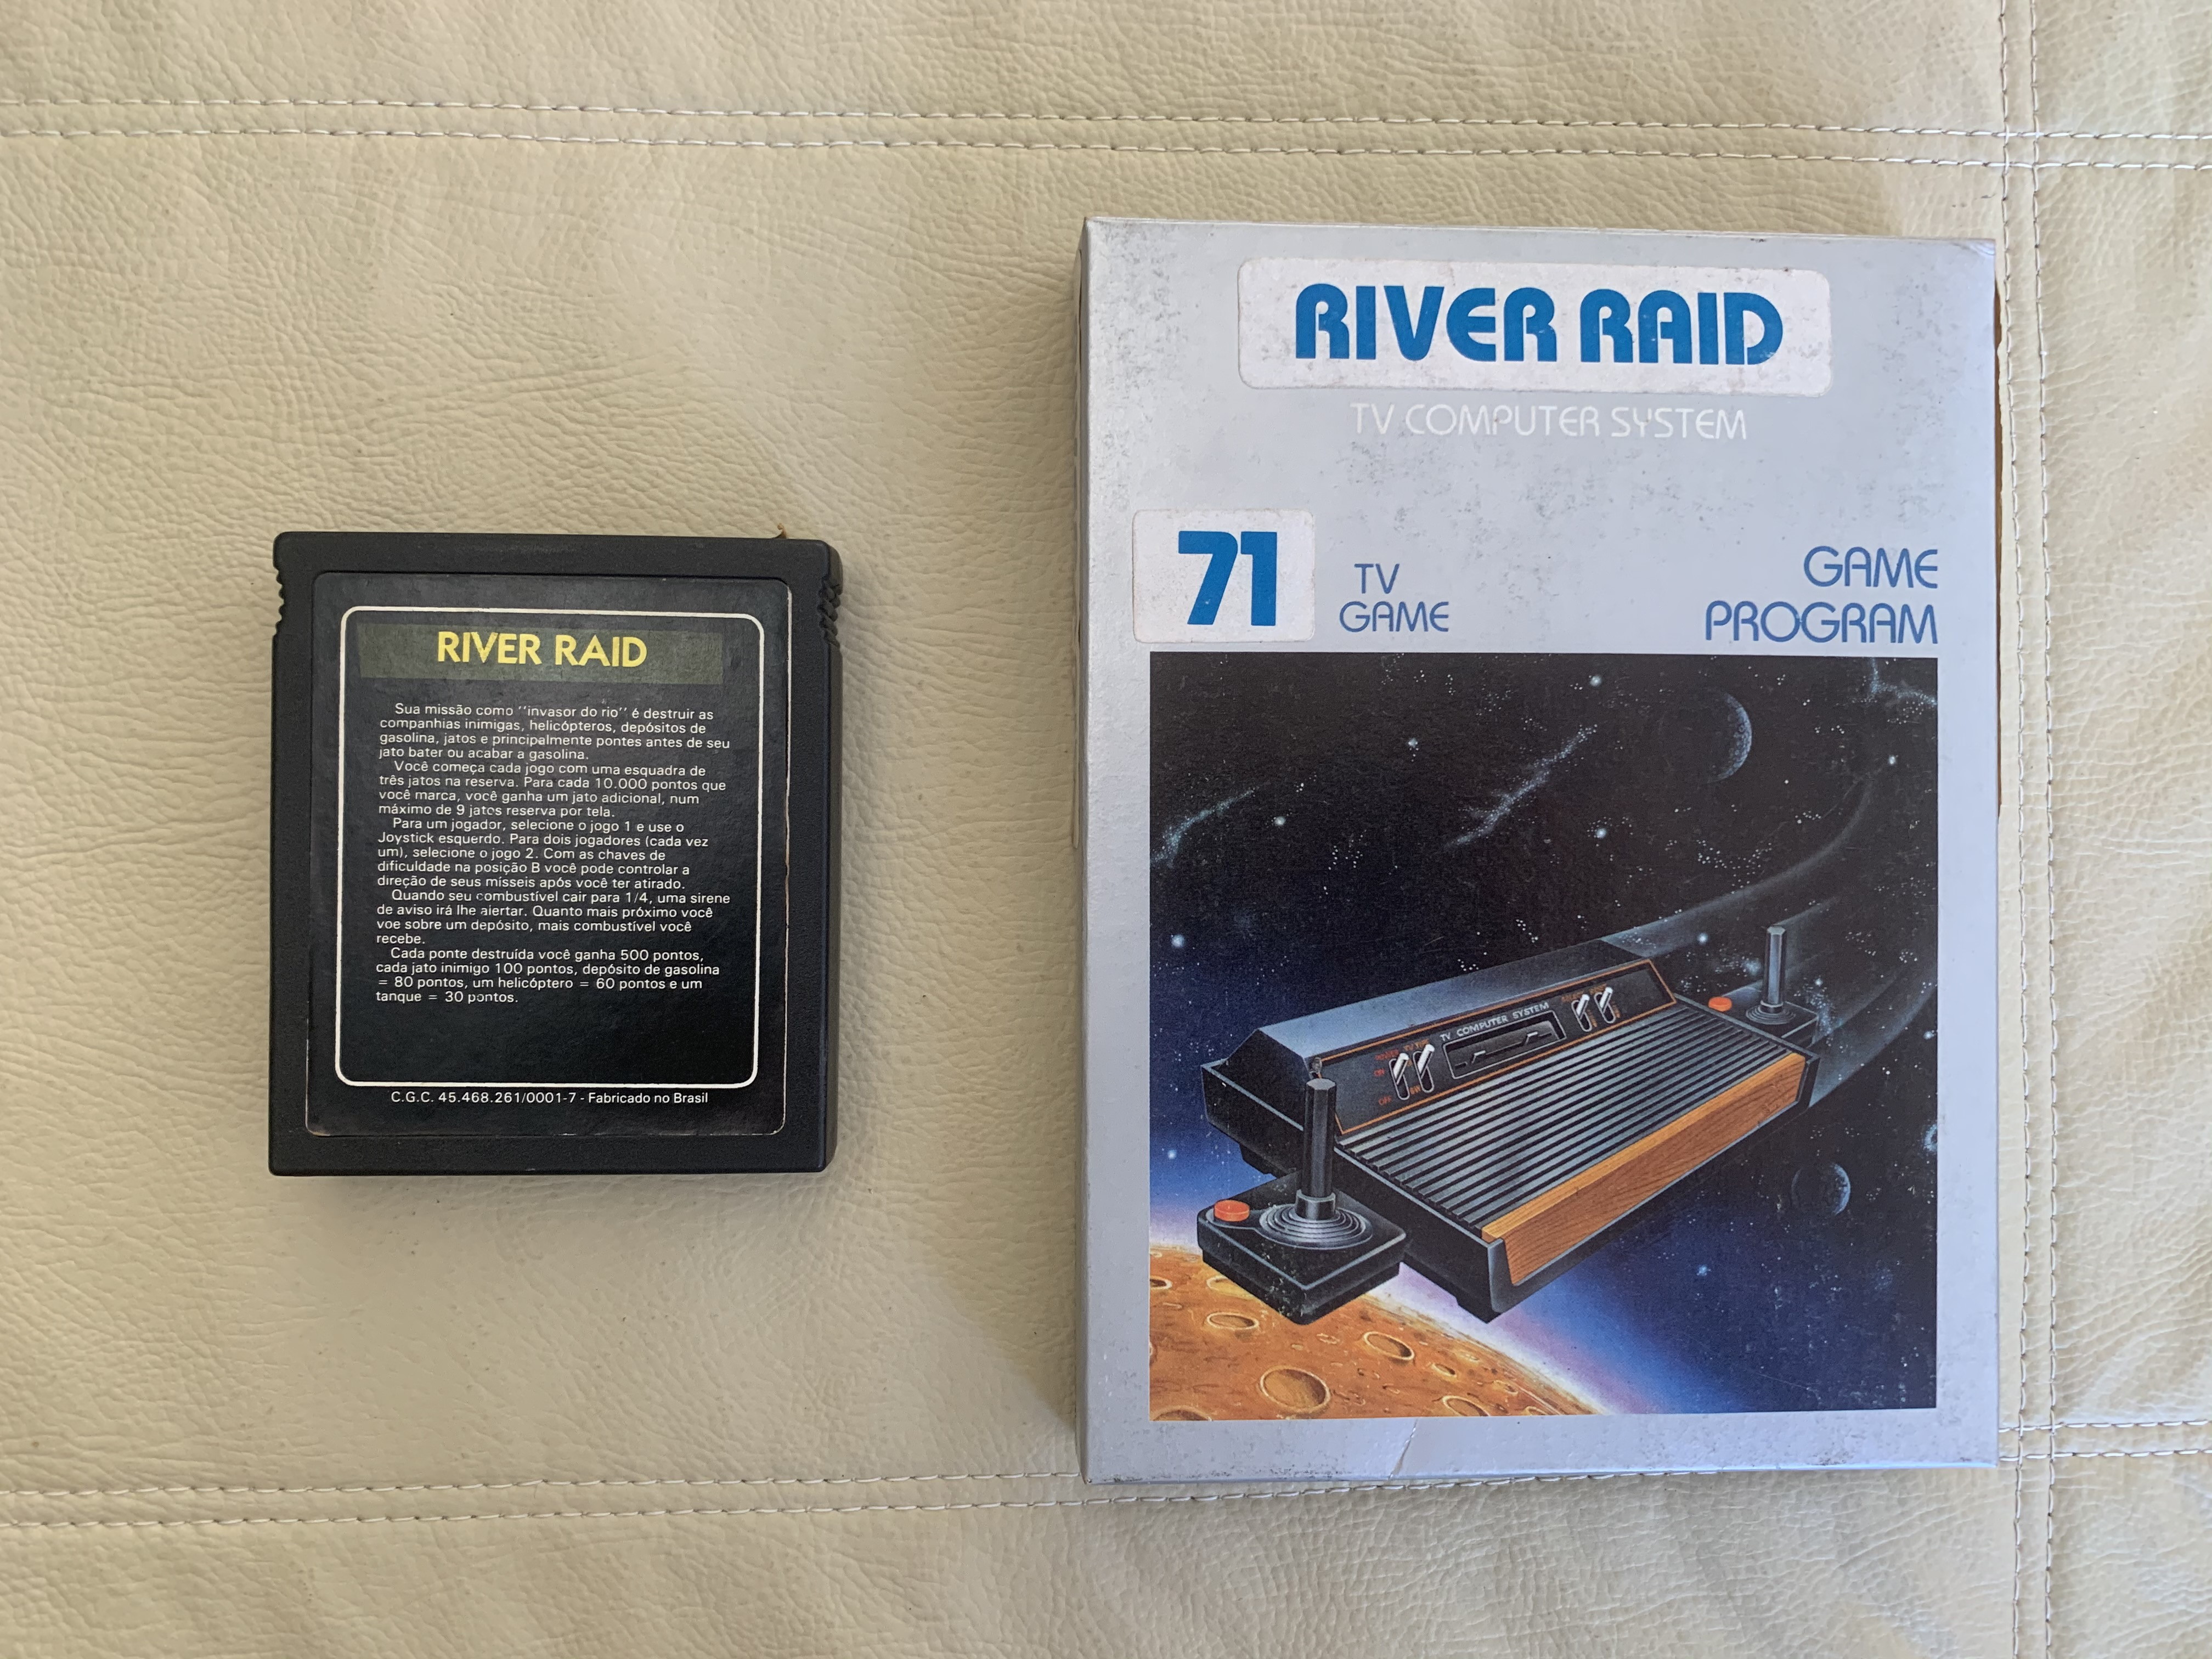 RIVER RAID
Sua missão como "invasor do rio" é destruir as
companhias inimigas, helicópteros, depósitos de
gasolina, jatos e principalmente pontes antes de seu
jato bater ou acabar a gasolina.
Você começa cada jogo com uma esquadra de
três jatos na reserva. Para cada 10.000 pontos que
você marca, você ganha um jato adicional, num
máximo de 9 jatos reserva por tela.
Para um jogador, selecione o jogo 1 e use o
Joystick esquerdo. Para dois jogadores (cada vez
um), selecione o jogo 2. Com as chaves de
dificuldade na posição B você pode controlar a
direção de seus mísseis após você ter atirado.
Quando seu combustível cair para 1/4, uma sirene
de aviso irá lhe alertar. Quanto mais próximo você
voe sobre um depósito, mais combustível você
recebe.
Cada ponte destruída você ganha 500 pontos,
cada jato inimigo 100 pontos, depósito de gasolina
= 80 pontos, um helicóptero = 60 pontos e um
tanque = 30 pontos.
C.G.C. 45.468.261/0001-7 - Fabricado no Brasil
RIVER RAID
TV COMPUTER SYSTEM
71
TV
GAME
GAME
PROGRAM
TV COMPUTER SYSTEM
POWER
ON
OFF